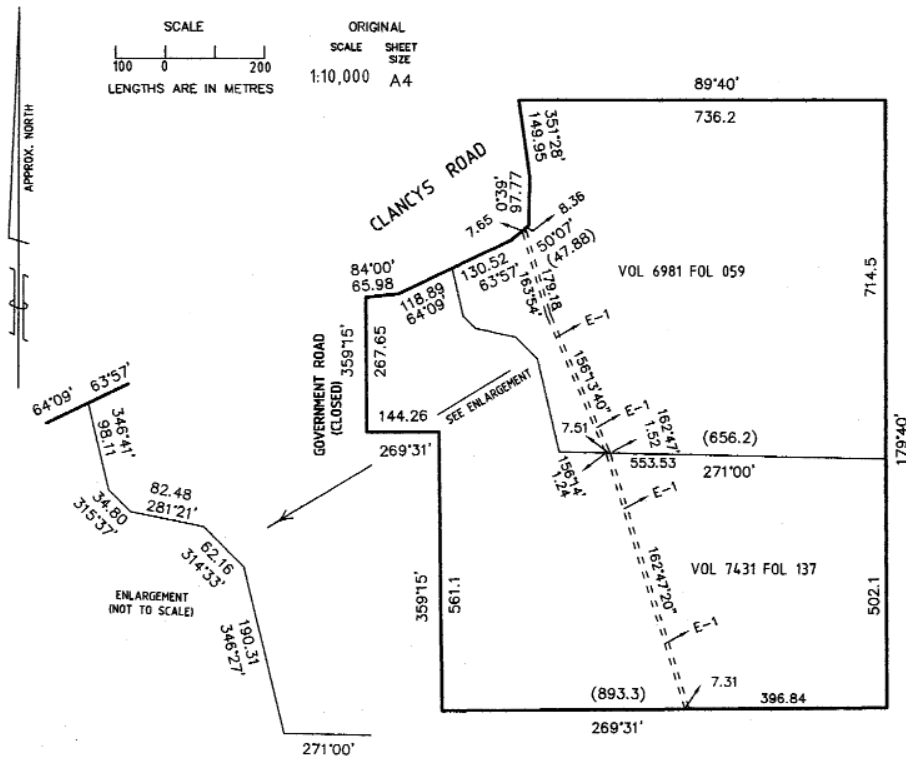 SCALE
100 0 200
LENGTHS ARE IN METRES
ORIGINAL
SCALE SHEET SIZE
1:10,000 A4
APPROX. NORTH
89°40'
736.2
351°28'
149.95
CLANCYS ROAD
0°39'
97.77
7.65
8.36
50°07'
(47.88)
VOL 6981 FOL 059
714.5
84°00'
65.98
118.89
64°09'
130.52
63°57'
179.18
163°54'
E-1
359°15'
267.65
GOVERNMENT ROAD
(CLOSED)
SEE ENLARGEMENT
156°13'40"
E-1
144.26
269°31'
7.51
162°47'
1.52
(656.2)
553.53
271°00'
179°40'
156°14'
1.24
E-1
64°09' 63°57'
346°41'
98.11
34.80
315°37'
82.48
281°21'
62.16
314°33'
ENLARGEMENT
(NOT TO SCALE)
190.31
346°27'
271°00'
359°15'
561.1
162°47'20"
VOL 7431 FOL 137
502.1
E-1
7.31
(893.3)
396.84
269°31'